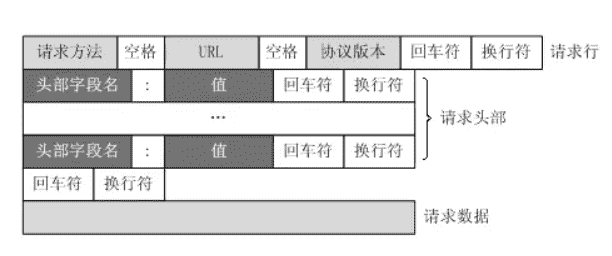 请求方法 空格 URL 空格 协议版本 回车符 换行符 请求行
头部字段名 : 值 回车符 换行符
...
请求头部
头部字段名 : 值 回车符 换行符
回车符 换行符
请求数据